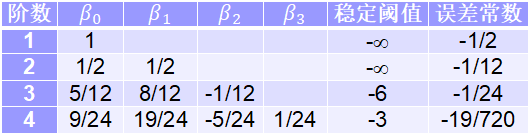 阶数 β₀ β₁ β₂ β₃ 稳定阈值 误差常数
1 1 -∞ -1/2
2 1/2 1/2 -∞ -1/12
3 5/12 8/12 -1/12 -6 -1/24
4 9/24 19/24 -5/24 1/24 -3 -19/720